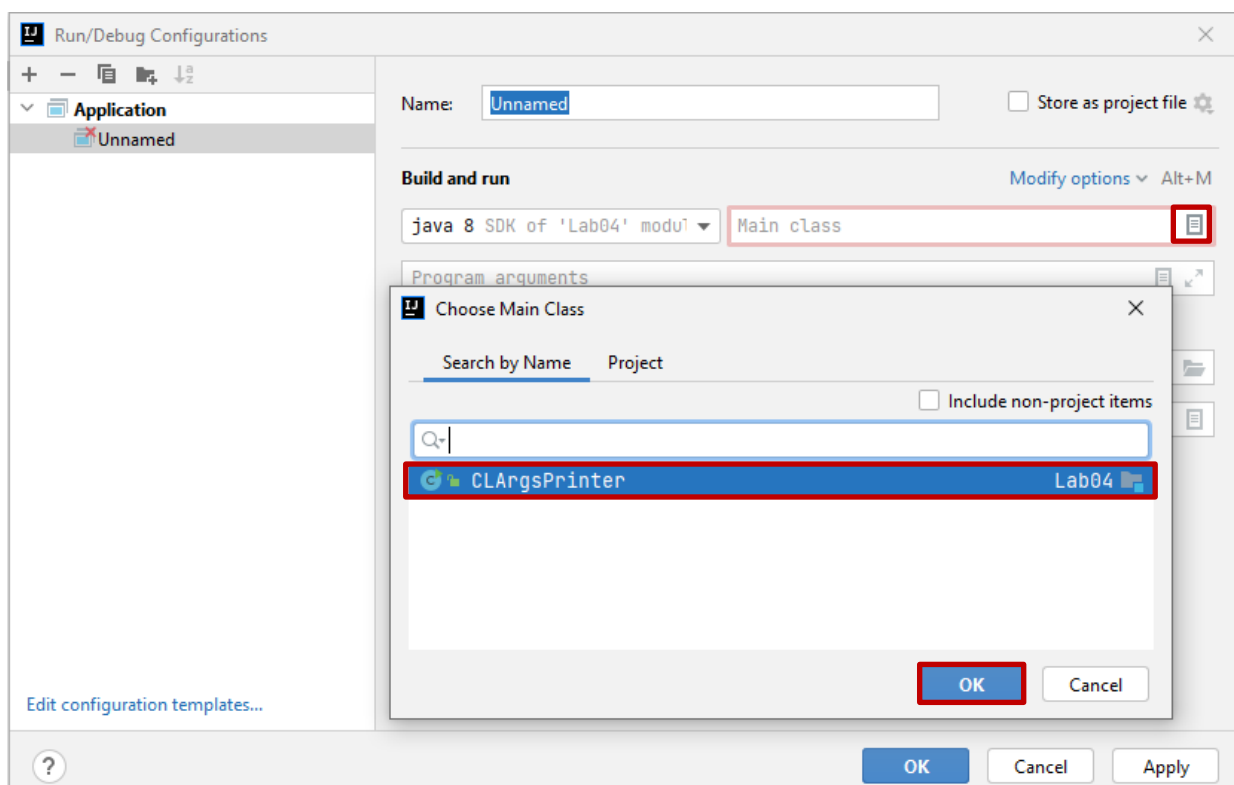 IJ Run/Debug Configurations
Application
Unnamed
Name: Unnamed Store as project file
Build and run Modify options Alt+M
java 8 SDK of 'Lab04' modul Main class
Program arguments
IJ Choose Main Class
Search by Name Project
Include non-project items
C CLArgsPrinter Lab04
OK Cancel
Edit configuration templates...
? OK Cancel Apply